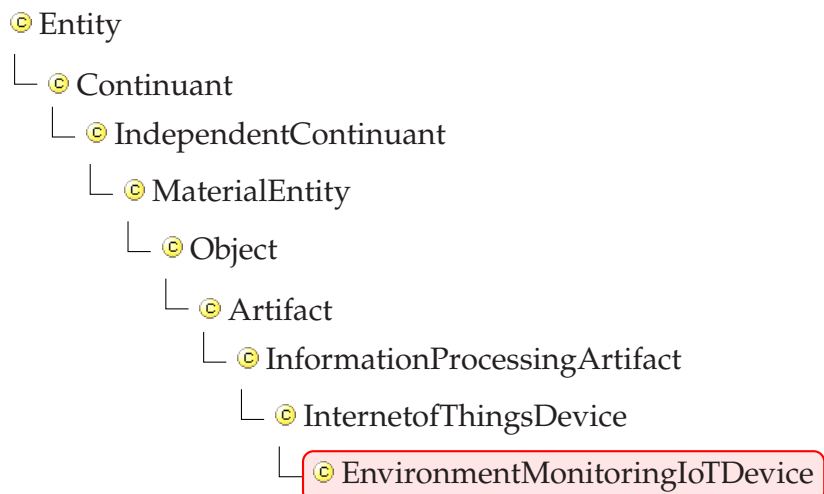 Entity
Continuant
IndependentContinuant
MaterialEntity
Object
Artifact
InformationProcessingArtifact
InternetofThingsDevice
EnvironmentMonitoringIoTDevice